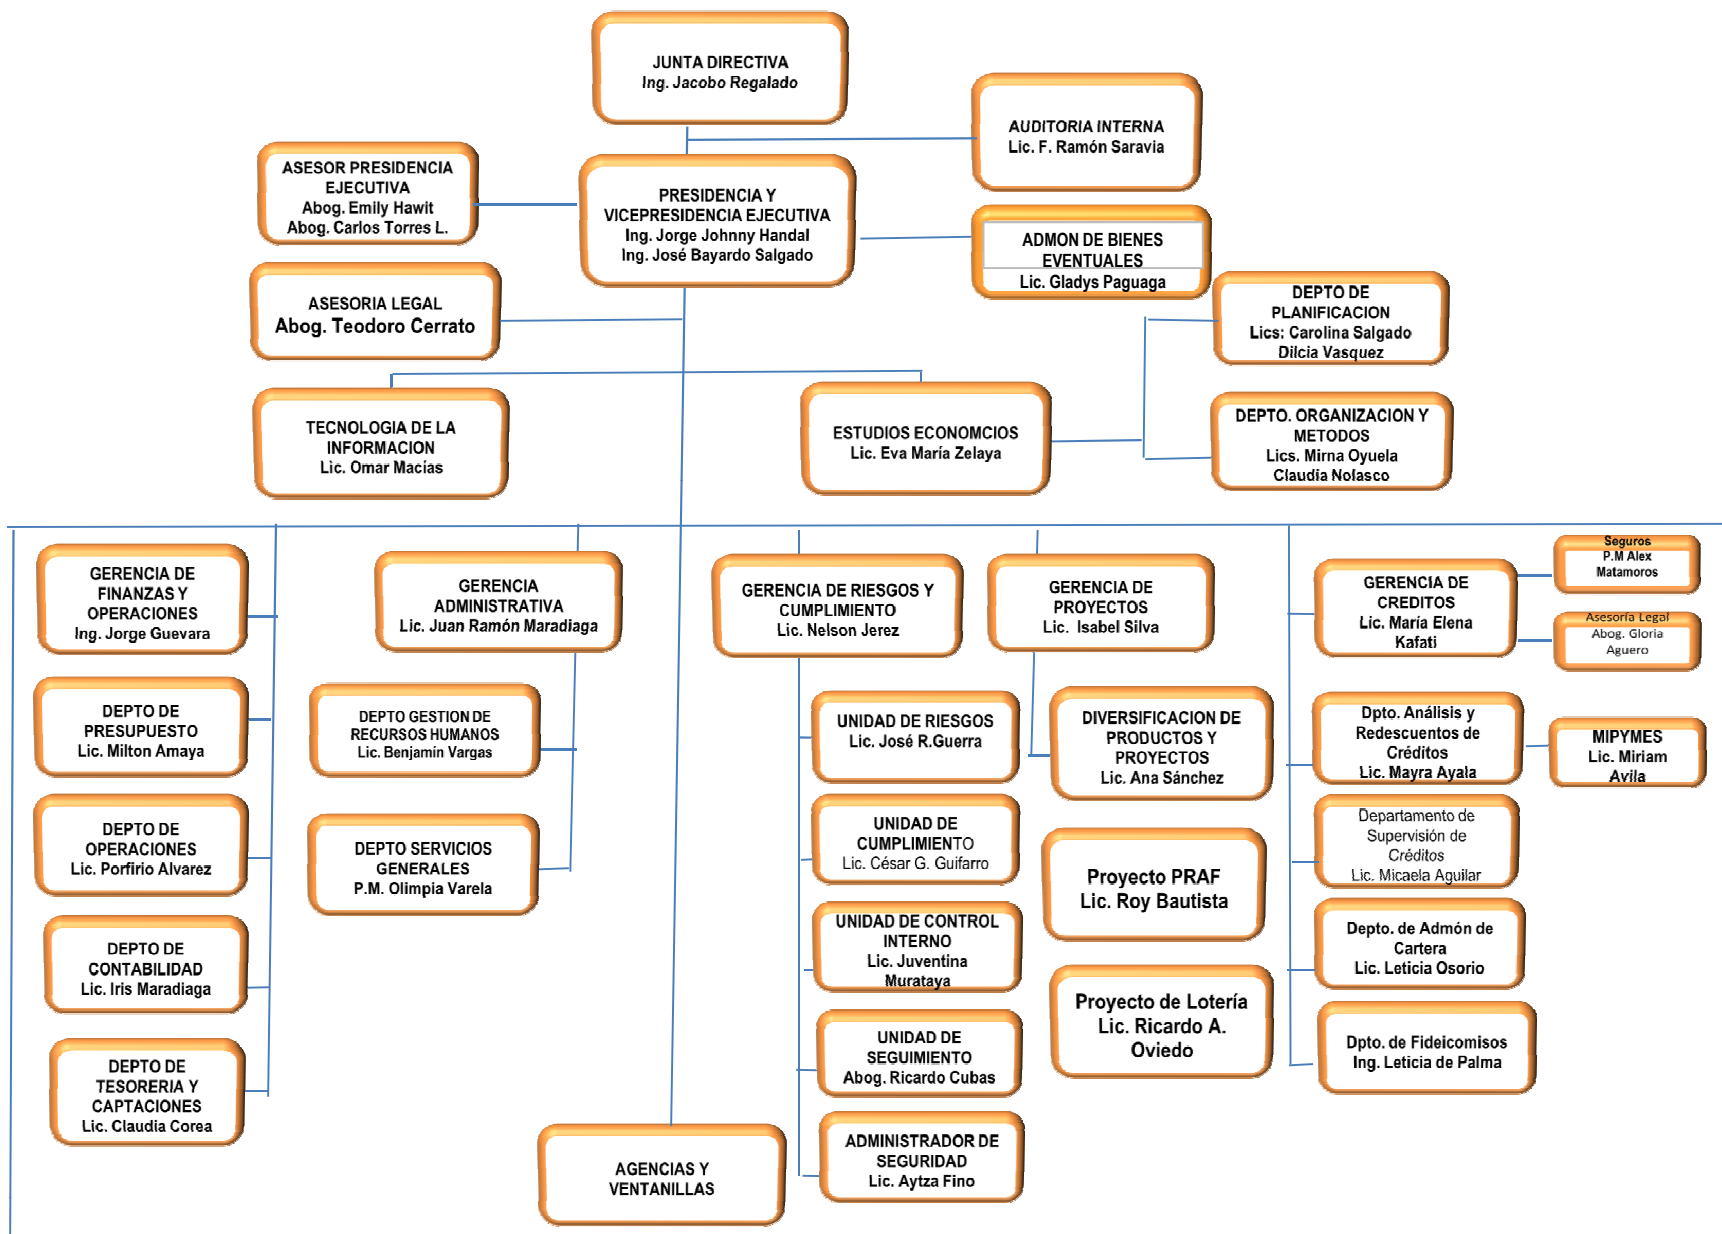 JUNTA DIRECTIVA
Ing. Jacobo Regalado
AUDITORIA INTERNA
Lic. F. Ramón Saravia
ASESOR PRESIDENCIA
EJECUTIVA
Abog. Emily Hawit
Abog. Carlos Torres L.
PRESIDENCIA Y
VICEPRESIDENCIA EJECUTIVA
Ing. Jorge Johnny Handal
Ing. José Bayardo Salgado
ADMON DE BIENES
EVENTUALES
Lic. Gladys Paguaga
ASESORIA LEGAL
Abog. Teodoro Cerrato
DEPTO DE
PLANIFICACION
Lics: Carolina Salgado
Dilcia Vasquez
TECNOLOGIA DE LA
INFORMACION
Lic. Omar Macías
ESTUDIOS ECONOMCIOS
Lic. Eva María Zelaya
DEPTO. ORGANIZACION Y
METODOS
Lics. Mirna Oyuela
Claudia Nolasco
GERENCIA DE
FINANZAS Y
OPERACIONES
Ing. Jorge Guevara
GERENCIA
ADMINISTRATIVA
Lic. Juan Ramón Maradiaga
GERENCIA DE RIESGOS Y
CUMPLIMIENTO
Lic. Nelson Jerez
GERENCIA DE
PROYECTOS
Lic. Isabel Silva
GERENCIA DE
CREDITOS
Lic. María Elena
Kafati
Seguros
P.M Alex
Matamoros
Asesoría Legal
Abog. Gloria
Aguero
DEPTO DE
PRESUPUESTO
Lic. Milton Amaya
DEPTO GESTION DE
RECURSOS HUMANOS
Lic. Benjamín Vargas
UNIDAD DE RIESGOS
Lic. José R.Guerra
DIVERSIFICACION DE
PRODUCTOS Y
PROYECTOS
Lic. Ana Sánchez
Dpto. Análisis y
Redescuentos de
Créditos
Lic. Mayra Ayala
MIPYMES
Lic. Miriam
Avila
DEPTO DE
OPERACIONES
Lic. Porfirio Alvarez
DEPTO SERVICIOS
GENERALES
P.M. Olimpia Varela
UNIDAD DE
CUMPLIMIENTO
Lic. César G. Guifarro
Proyecto PRAF
Lic. Roy Bautista
Departamento de
Supervisión de
Créditos
Lic. Micaela Aguilar
DEPTO DE
CONTABILIDAD
Lic. Iris Maradiaga
UNIDAD DE CONTROL
INTERNO
Lic. Juventina
Murataya
Proyecto de Lotería
Lic. Ricardo A.
Oviedo
Depto. de Admón de
Cartera
Lic. Leticia Osorio
DEPTO DE
TESORERIA Y
CAPTACIONES
Lic. Claudia Corea
UNIDAD DE
SEGUIMIENTO
Abog. Ricardo Cubas
Dpto. de Fideicomisos
Ing. Leticia de Palma
AGENCIAS Y
VENTANILLAS
ADMINISTRADOR DE
SEGURIDAD
Lic. Aytza Fino